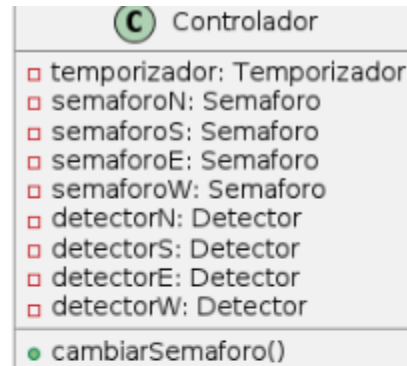 C Controlador
temporizador: Temporizador
semaforoN: Semaforo
semaforoS: Semaforo
semaforoE: Semaforo
semaforoW: Semaforo
detectorN: Detector
detectorS: Detector
detectorE: Detector
detectorW: Detector
cambiarSemaforo()